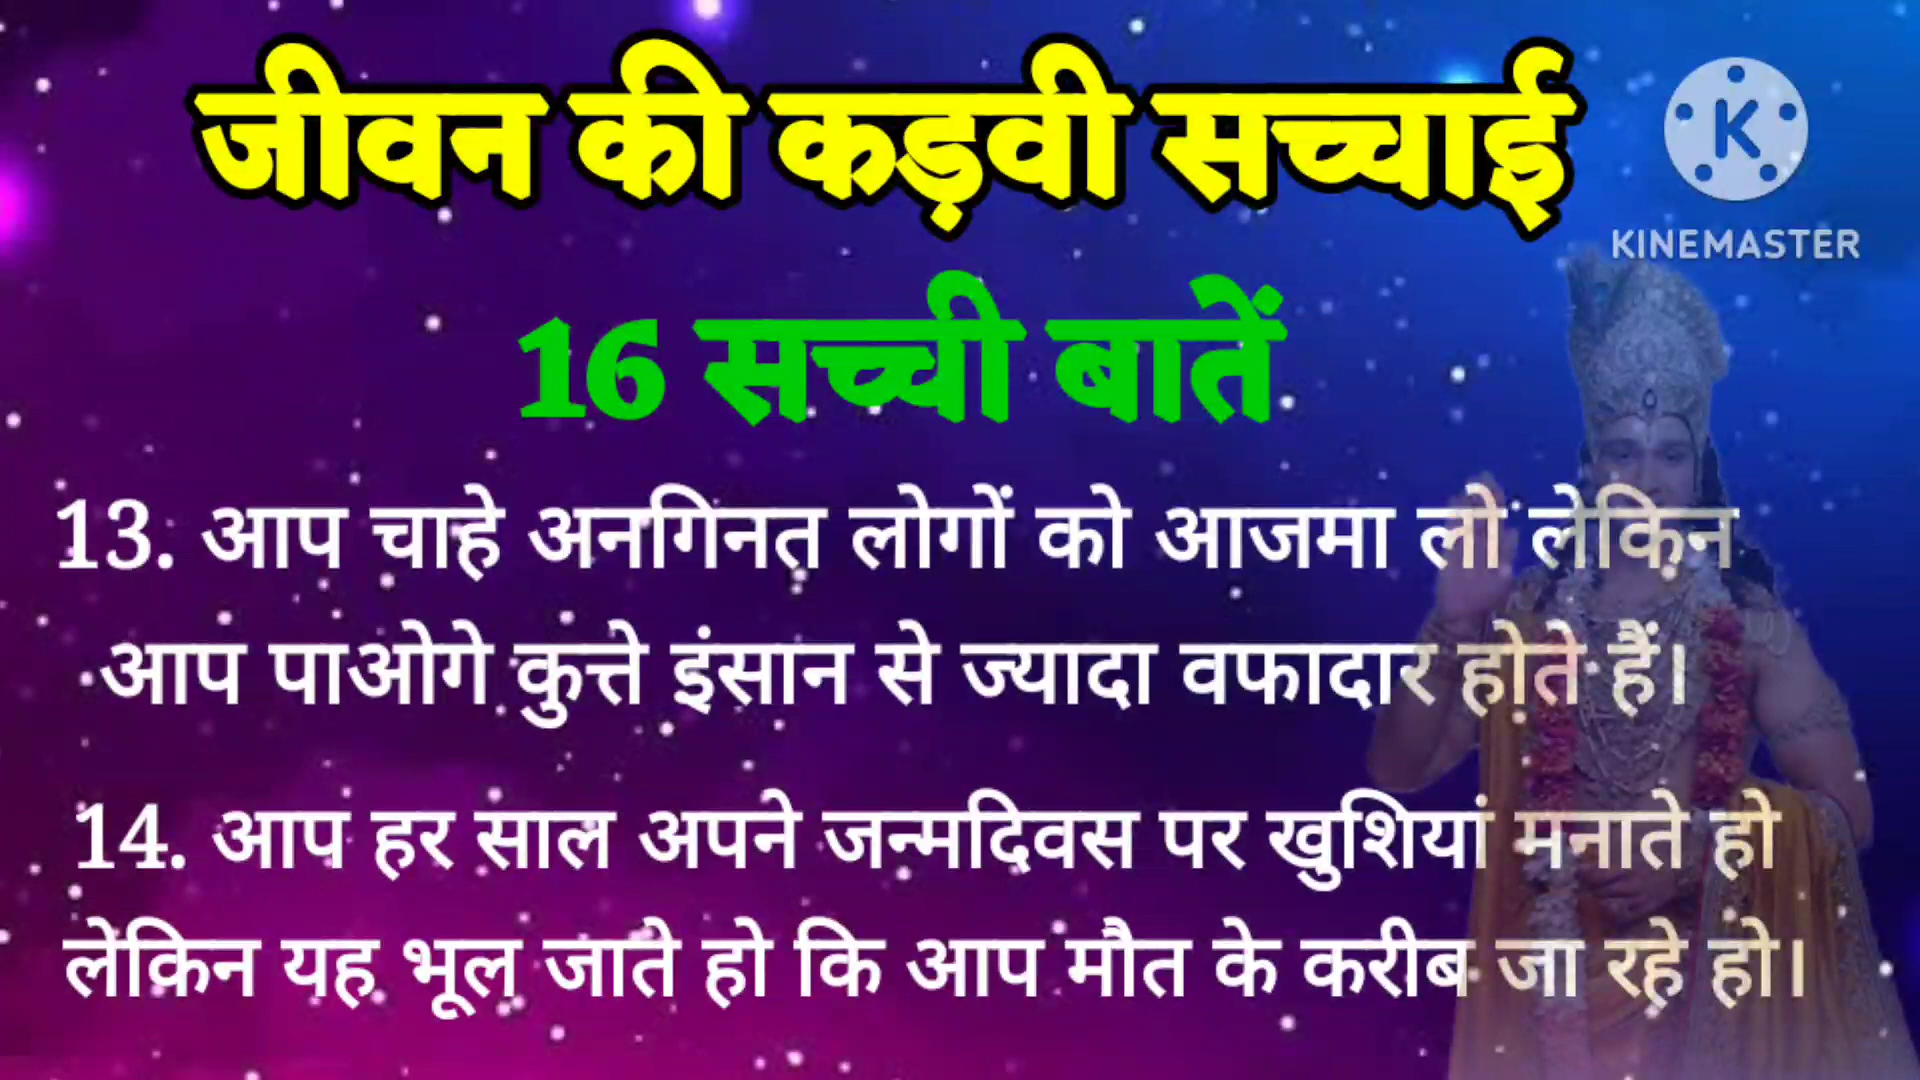 जीवन की कड़वी सच्चाई
K
KINEMASTER
16 सच्ची बातें
13. आप चाहे अनगिनत लोगों को आजमा लो लेकिन
आप पाओगे कुत्ते इंसान से ज्यादा वफादार होते हैं।
14. आप हर साल अपने जन्मदिवस पर खुशियां मनाते हो
लेकिन यह भूल जाते हो कि आप मौत के करीब जा रहे हो।